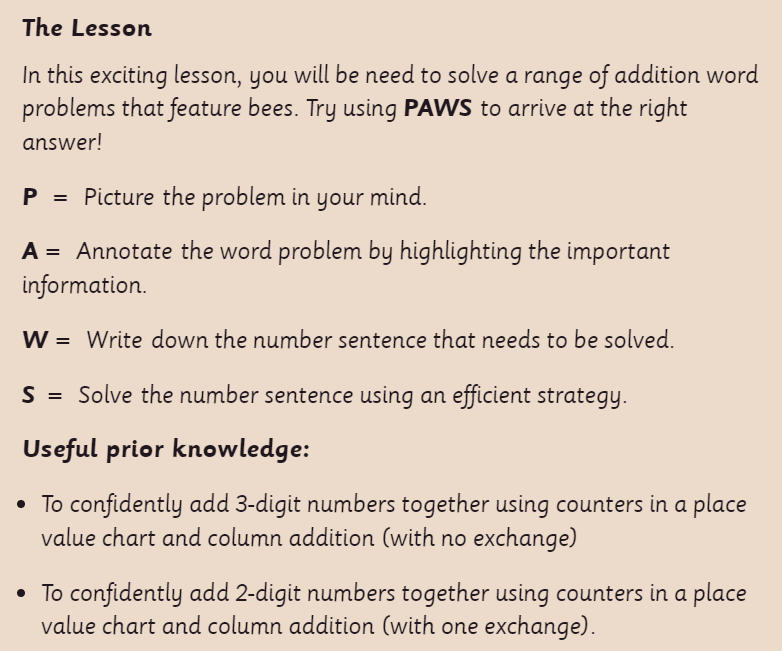 The Lesson
In this exciting lesson, you will be need to solve a range of addition word
problems that feature bees. Try using PAWS to arrive at the right
answer!
P = Picture the problem in your mind.
A = Annotate the word problem by highlighting the important
information.
W = Write down the number sentence that needs to be solved.
S = Solve the number sentence using an efficient strategy.
Useful prior knowledge:
• To confidently add 3-digit numbers together using counters in a place
value chart and column addition (with no exchange)
• To confidently add 2-digit numbers together using counters in a place
value chart and column addition (with one exchange).